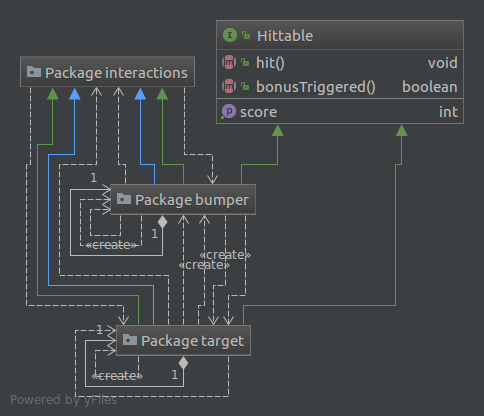 I Hittable
m hit() void
m bonusTriggered() boolean
p score int
Package interactions
1
Package bumper
1
«create»
«create»
«create»
1
Package target
«create»
1
Powered by yFiles